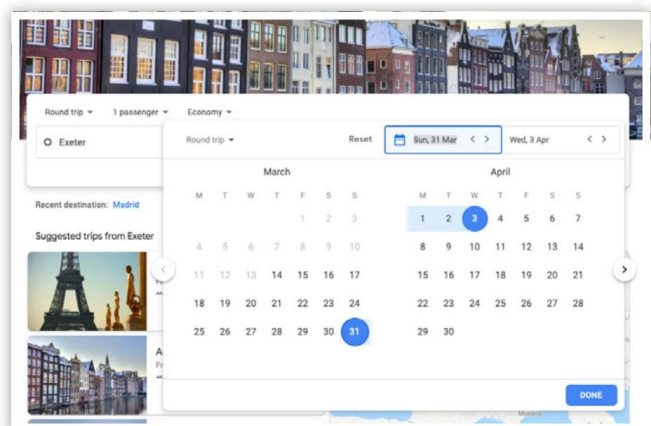 Round trip 1 passenger Economy
Exeter
Round trip Reset Sun, 31 Mar < > Wed, 3 Apr < >
March April
M T W T F S S M T W T F S S
1 2 3 1 2 3 4 5 6 7
4 5 6 7 8 9 10 8 9 10 11 12 13 14
11 12 13 14 15 16 17 15 16 17 18 19 20 21
18 19 20 21 22 23 24 22 23 24 25 26 27 28
25 26 27 28 29 30 31 29 30
DONE
Recent destination: Madrid
Suggested trips from Exeter